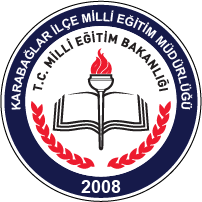 KARABAĞLAR İLÇE MİLLİ EĞİTİM MÜDÜRLÜĞÜ
T.C. MİLLİ EĞİTİM BAKANLIĞI
2008